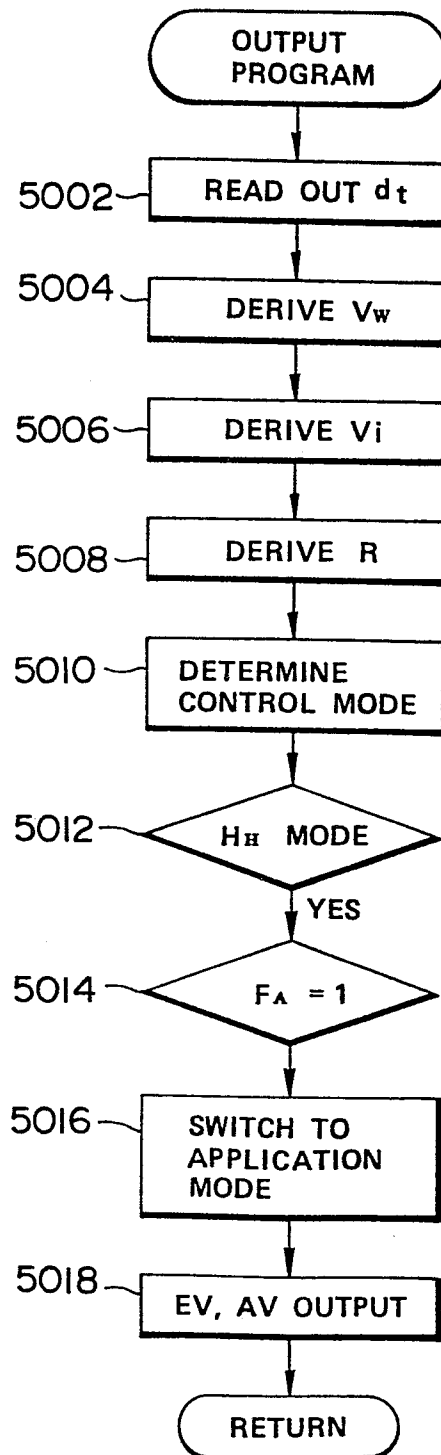 OUTPUT
PROGRAM
5002
READ OUT dt
5004
DERIVE Vw
5006
DERIVE Vi
5008
DERIVE R
5010
DETERMINE
CONTROL MODE
5012
HH MODE
YES
5014
FA = 1
5016
SWITCH TO
APPLICATION
MODE
5018
EV, AV OUTPUT
RETURN